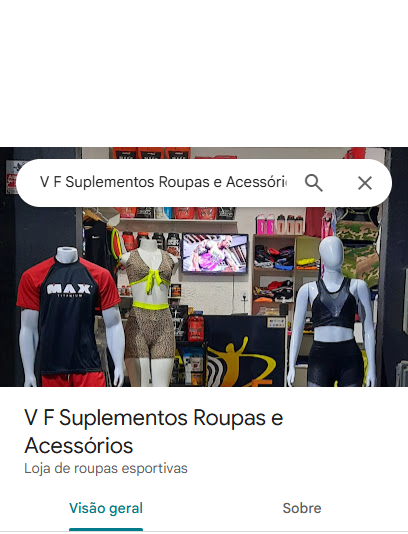 V F Suplementos Roupas e Acessóri
MAX
TITANIUM
V F Suplementos Roupas e
Acessórios
Loja de roupas esportivas
Visão geral
Sobre